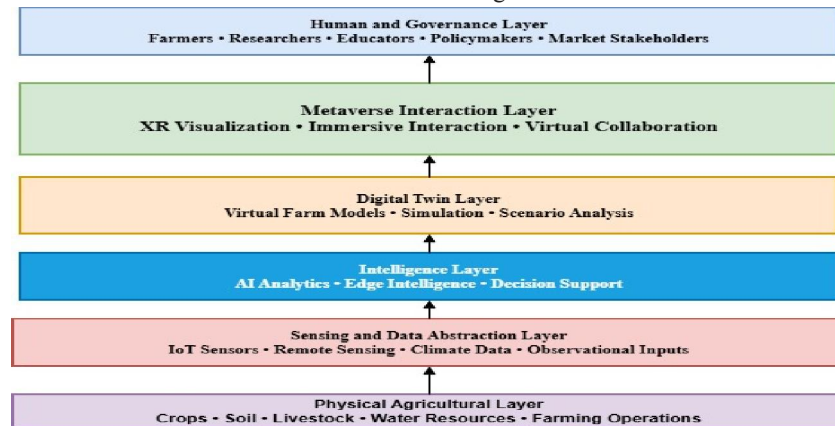 Human and Governance Layer
Farmers • Researchers • Educators • Policymakers • Market Stakeholders
Metaverse Interaction Layer
XR Visualization • Immersive Interaction • Virtual Collaboration
Digital Twin Layer
Virtual Farm Models • Simulation • Scenario Analysis
Intelligence Layer
AI Analytics • Edge Intelligence • Decision Support
Sensing and Data Abstraction Layer
IoT Sensors • Remote Sensing • Climate Data • Observational Inputs
Physical Agricultural Layer
Crops • Soil • Livestock • Water Resources • Farming Operations